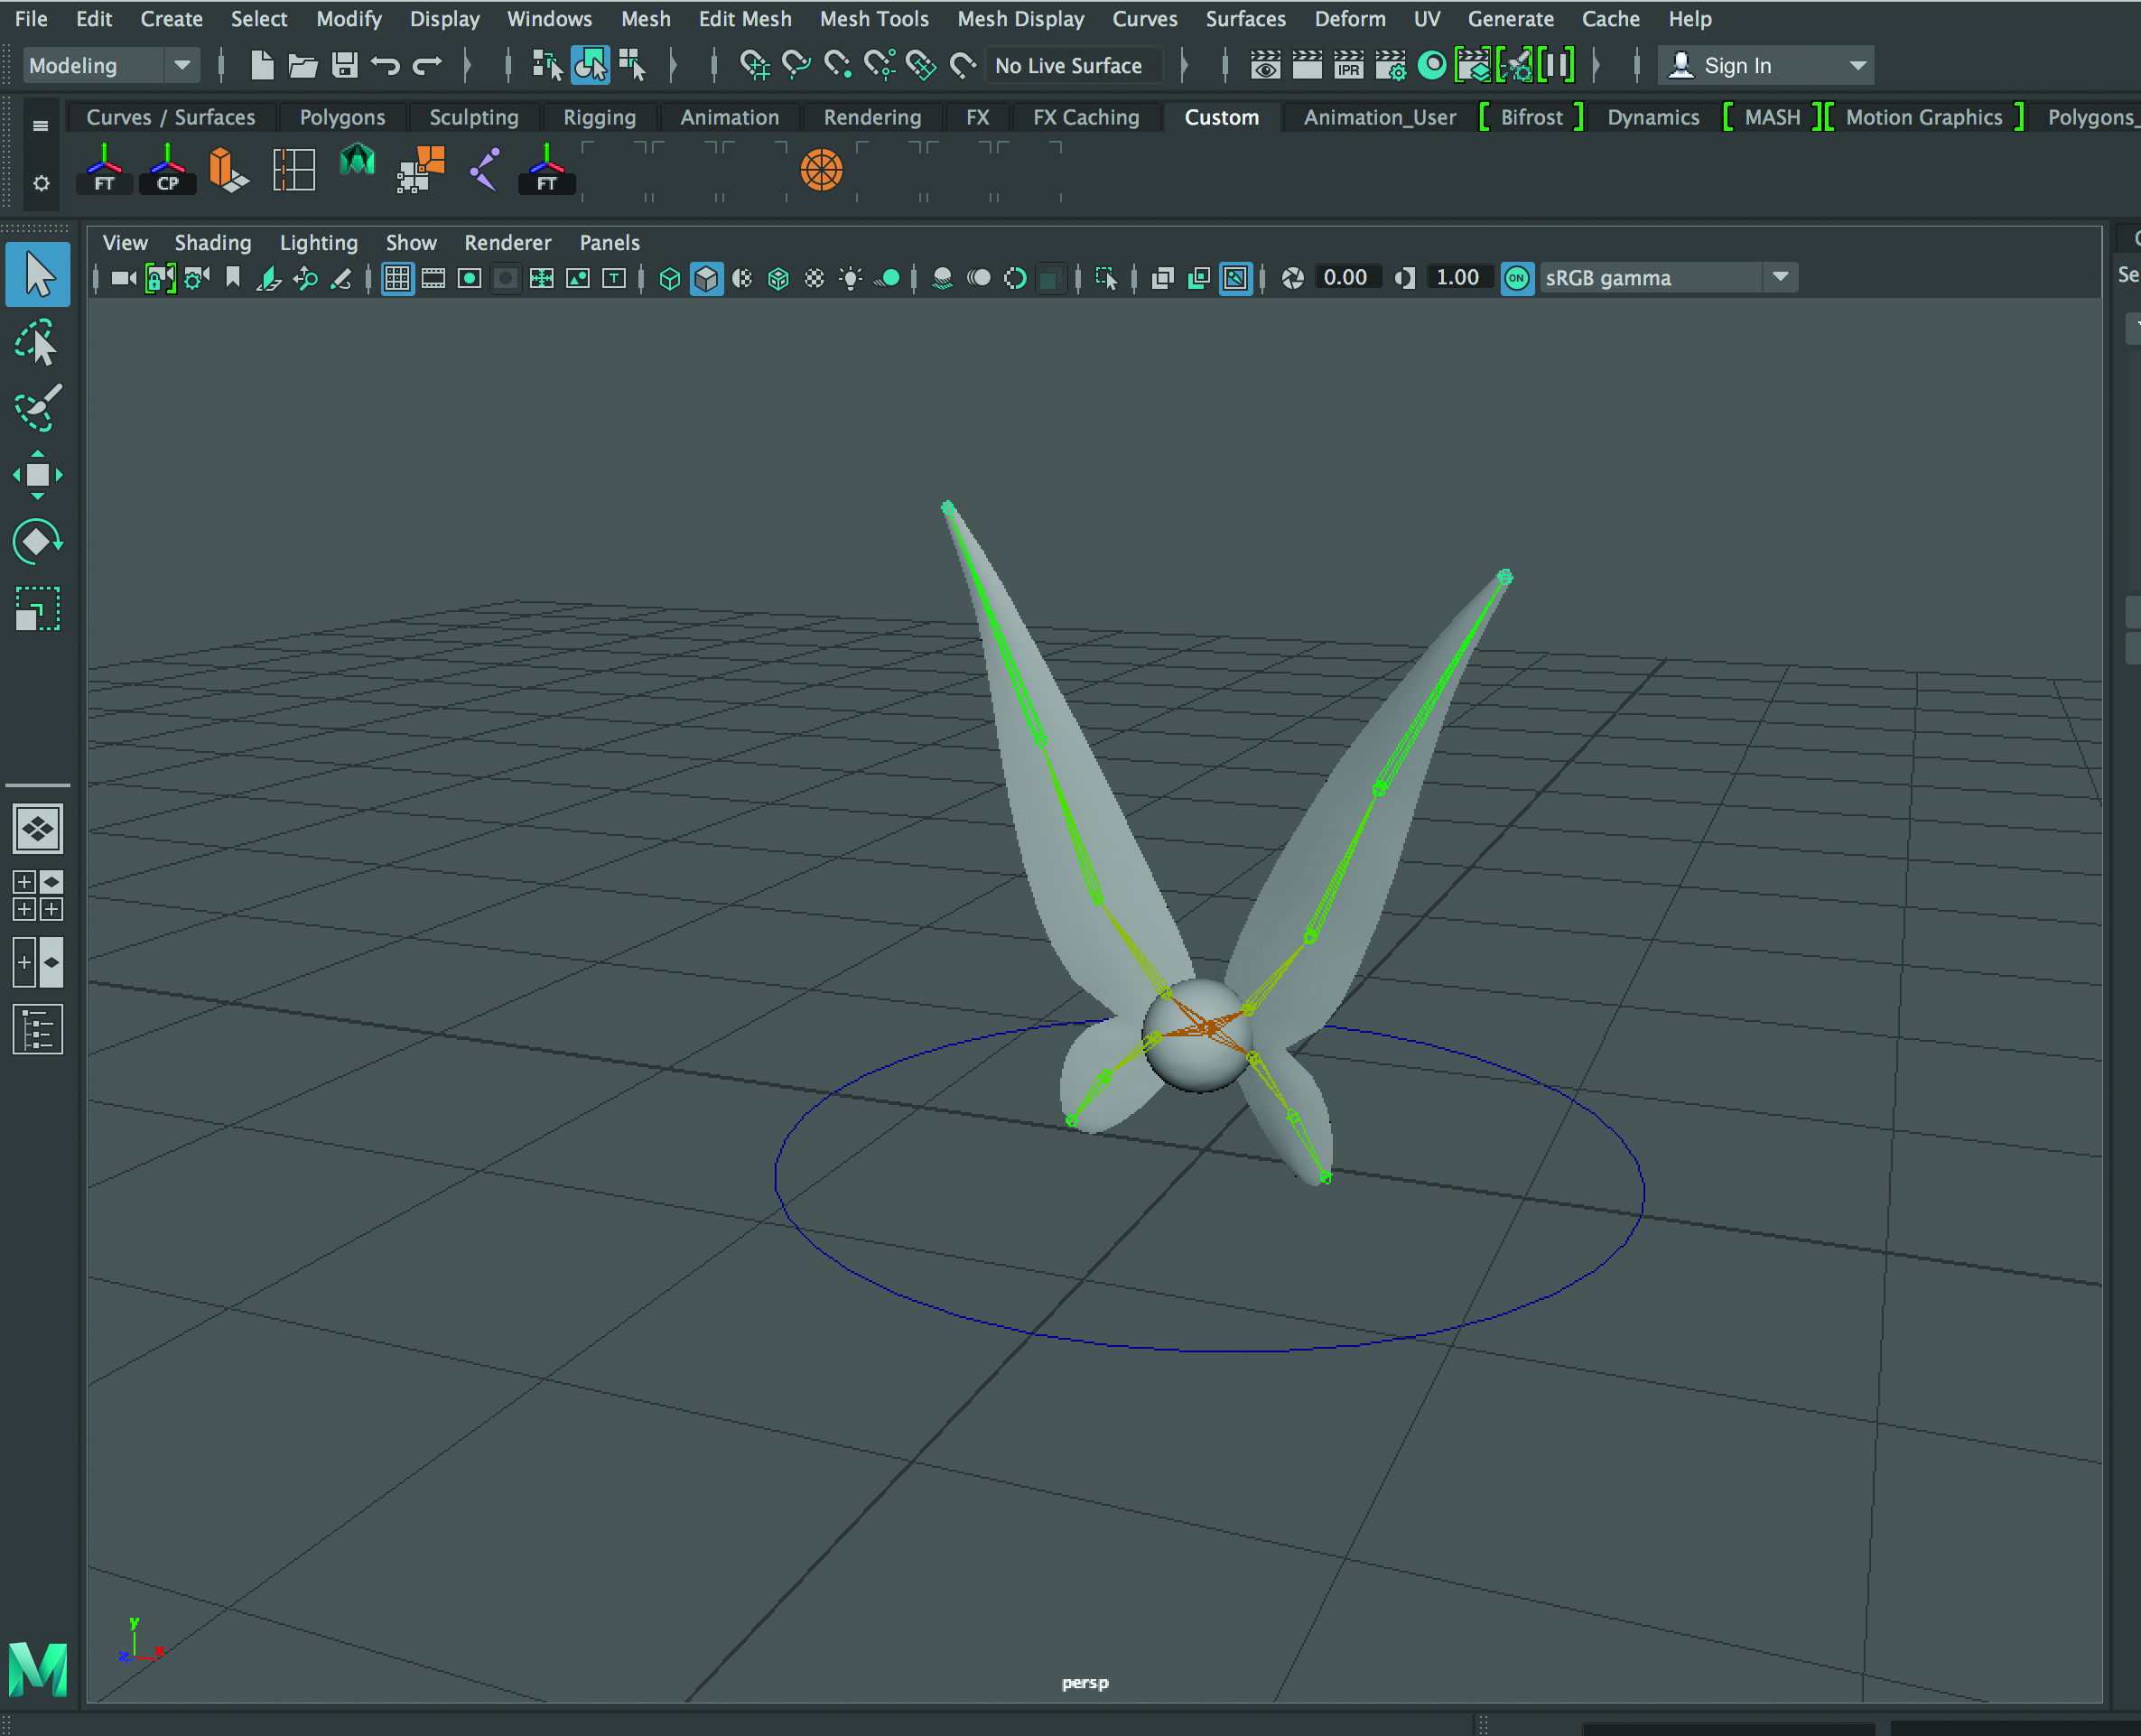 File Edit Create Select Modify Display Windows Mesh Edit Mesh Mesh Tools Mesh Display Curves Surfaces Deform UV Generate Cache Help
Modeling No Live Surface IPR Sign In
Curves / Surfaces Polygons Sculpting Rigging Animation Rendering FX FX Caching Custom Animation_User Bifrost Dynamics MASH Motion Graphics Polygons_
FT CP FT
View Shading Lighting Show Renderer Panels
T 0.00 1.00 ON sRGB gamma
Se
y
z x
persp
M